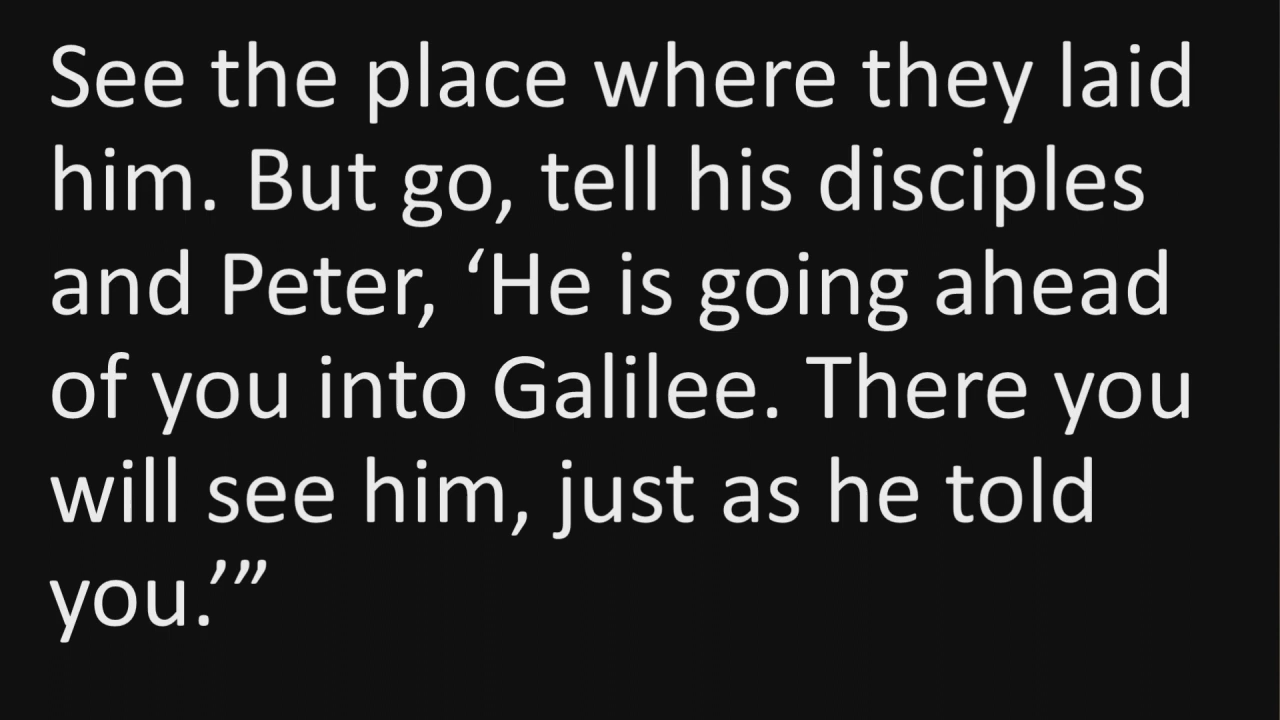 See the place where they laid
him. But go, tell his disciples
and Peter, ‘He is going ahead
of you into Galilee. There you
will see him, just as he told
you.’”